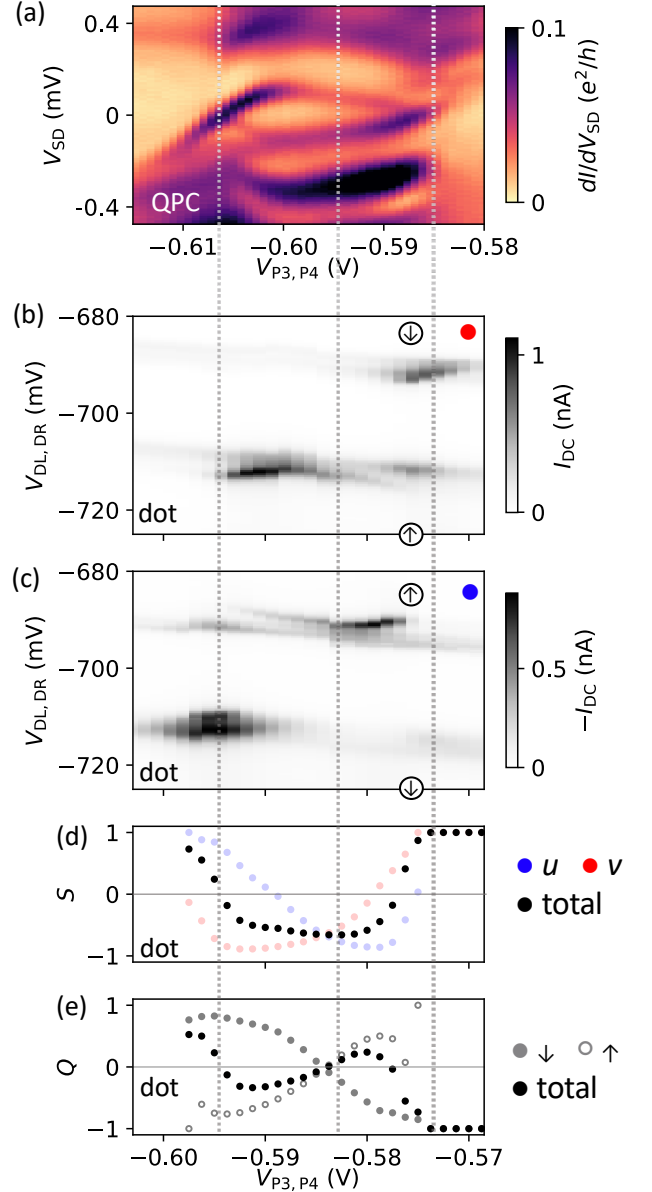 (a)
0.4
0
-0.4
V_SD (mV)
QPC
−0.61
−0.60
−0.59
−0.58
V_P3, P4 (V)
0.1
0
dI/dV_SD (e²/h)
(b)
−680
−700
−720
V_DL, DR (mV)
↓
dot
↑
1
0
I_DC (nA)
(c)
−680
−700
−720
V_DL, DR (mV)
↑
dot
↓
0.5
0
−I_DC (nA)
(d)
1
0
−1
S
dot
u v
total
(e)
1
0
−1
Q
dot
↓ ↑
total
−0.60
−0.59
−0.58
−0.57
V_P3, P4 (V)